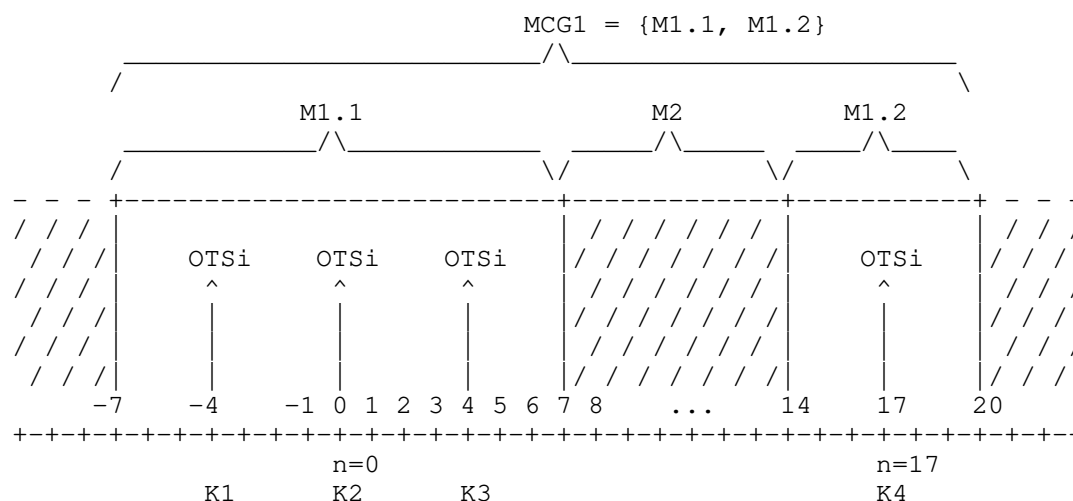 MCG1 = {M1.1, M1.2}
M1.1 M2 M1.2
OTSi OTSi OTSi OTSi
-7 -4 -1 0 1 2 3 4 5 6 7 8 ... 14 17 20
n=0 n=17
K1 K2 K3 K4